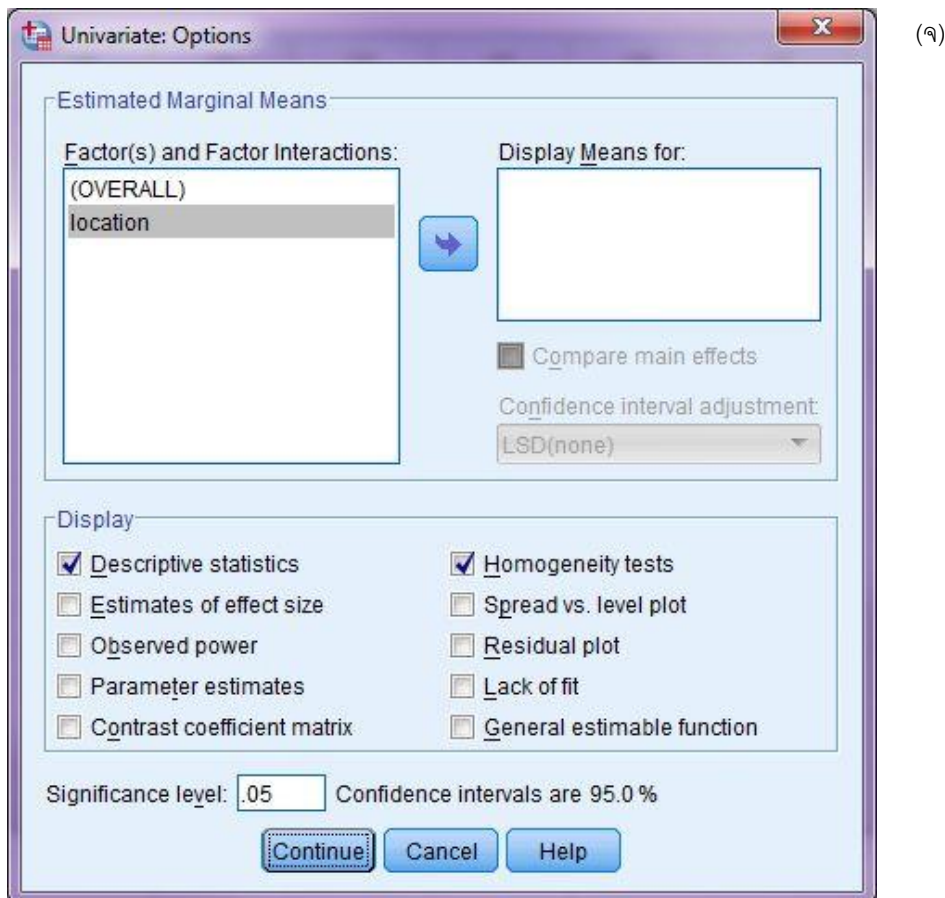 Univariate: Options
(จ)
Estimated Marginal Means
Factor(s) and Factor Interactions:
(OVERALL)
location
Display Means for:
Compare main effects
Confidence interval adjustment:
LSD(none)
Display
Descriptive statistics
Homogeneity tests
Estimates of effect size
Spread vs. level plot
Observed power
Residual plot
Parameter estimates
Lack of fit
Contrast coefficient matrix
General estimable function
Significance level: .05 Confidence intervals are 95.0 %
Continue Cancel Help